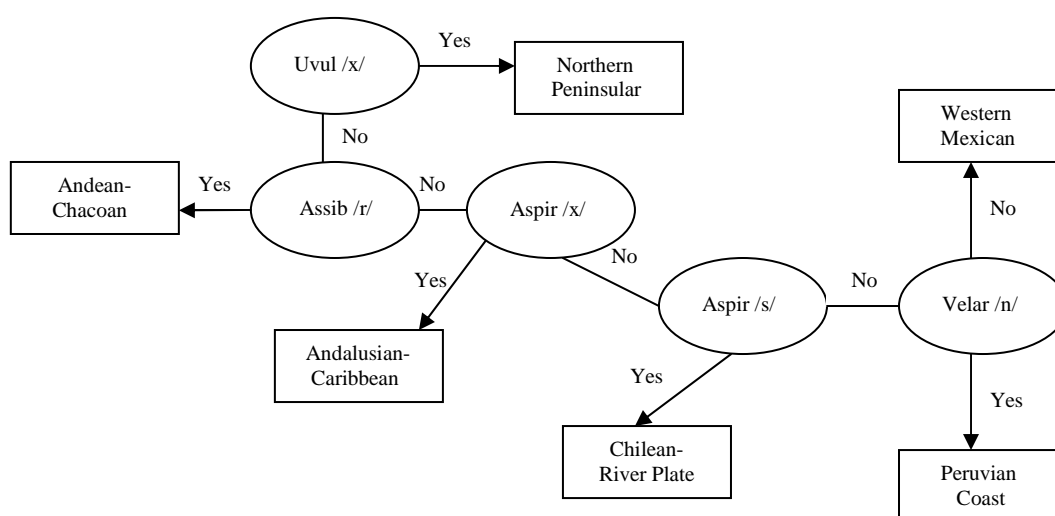 Uvul /x/
Yes
Northern
Peninsular
No
Andean-
Chacoan
Yes
Assib /r/
No
Aspir /x/
Western
Mexican
No
Yes
No
Aspir /s/
No
Velar /n/
Andalusian-
Caribbean
Yes
Yes
Chilean-
River Plate
Peruvian
Coast